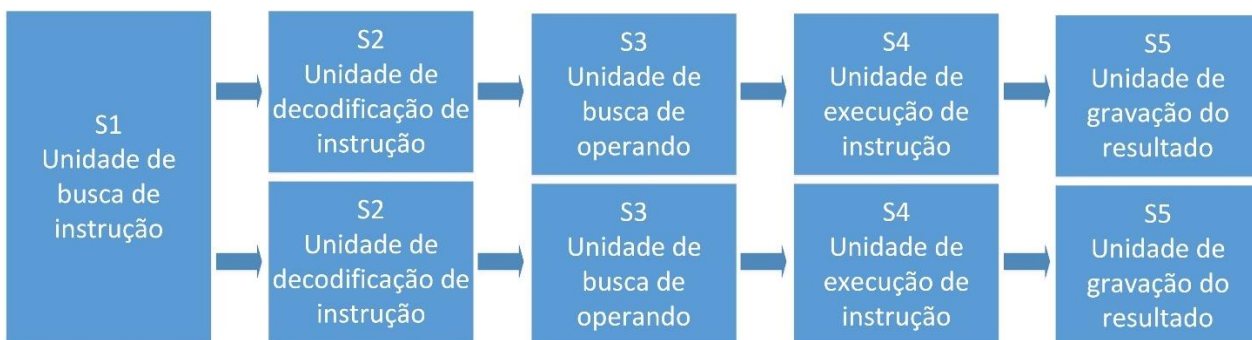 S1
Unidade de
busca de
instrução
S2
Unidade de
decodificação de
instrução
S3
Unidade de
busca de
operando
S4
Unidade de
execução de
instrução
S5
Unidade de
gravação do
resultado
S2
Unidade de
decodificação de
instrução
S3
Unidade de
busca de
operando
S4
Unidade de
execução de
instrução
S5
Unidade de
gravação do
resultado